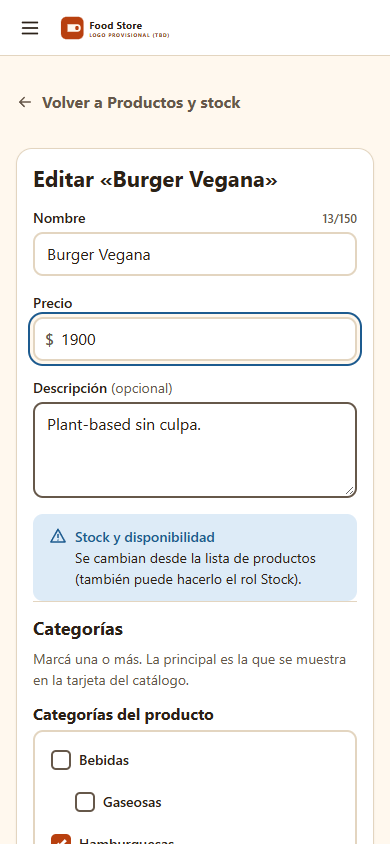 Food Store
LOGO PROVISIONAL (TBD)
Volver a Productos y stock
Editar «Burger Vegana»
Nombre
13/150
Burger Vegana
Precio
$ 1900
Descripción (opcional)
Plant-based sin culpa.
Stock y disponibilidad
Se cambian desde la lista de productos
(también puede hacerlo el rol Stock).
Categorías
Marcá una o más. La principal es la que se muestra
en la tarjeta del catálogo.
Categorías del producto
Bebidas
Gaseosas
Hamburguesas